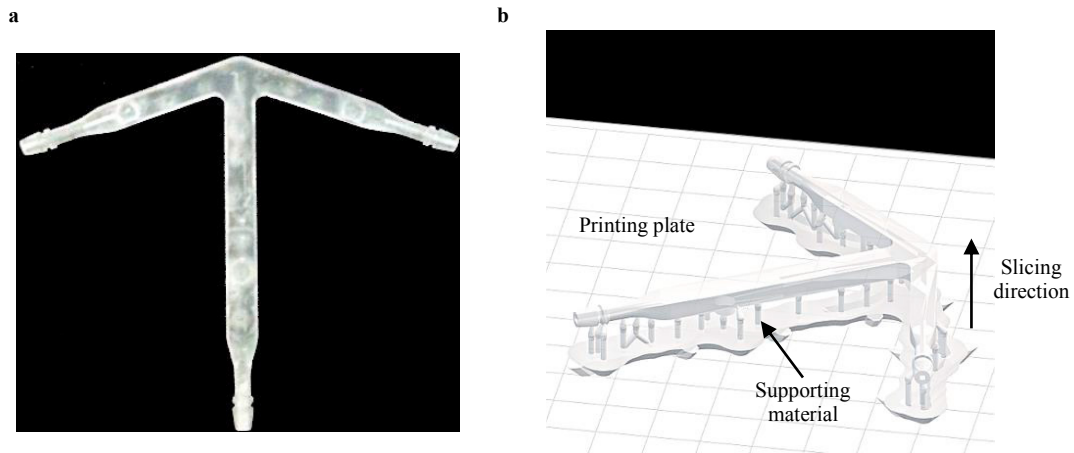 a
b
Printing plate
Slicing
direction
Supporting
material